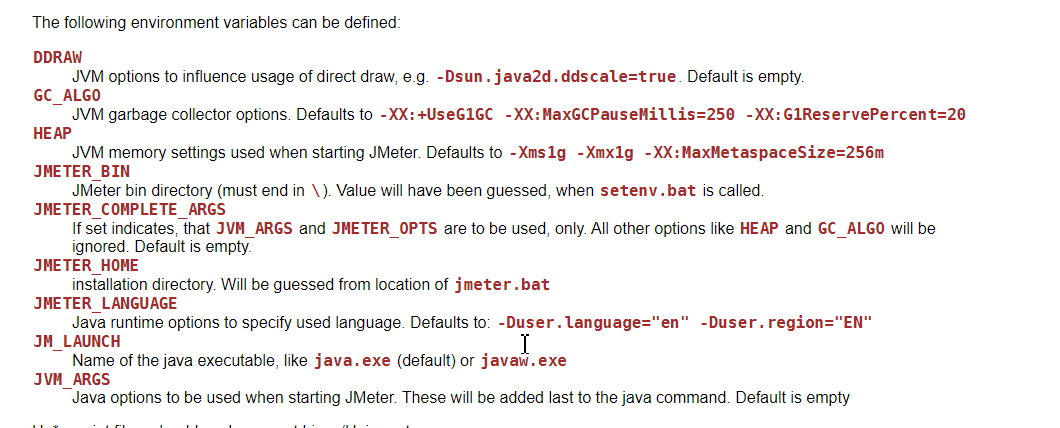 The following environment variables can be defined:
DDRAW
JVM options to influence usage of direct draw, e.g. -Dsun.java2d.ddscale=true. Default is empty.
GC_ALGO
JVM garbage collector options. Defaults to -XX:+UseG1GC -XX:MaxGCPauseMillis=250 -XX:G1ReservePercent=20
HEAP
JVM memory settings used when starting JMeter. Defaults to -Xms1g -Xmx1g -XX:MaxMetaspaceSize=256m
JMETER_BIN
JMeter bin directory (must end in \). Value will have been guessed, when setenv.bat is called.
JMETER_COMPLETE_ARGS
If set indicates, that JVM_ARGS and JMETER_OPTS are to be used, only. All other options like HEAP and GC_ALGO will be
ignored. Default is empty.
JMETER_HOME
installation directory. Will be guessed from location of jmeter.bat
JMETER_LANGUAGE
Java runtime options to specify used language. Defaults to: -Duser.language="en" -Duser.region="EN"
JM_LAUNCH
Name of the java executable, like java.exe (default) or javaw.exe
JVM_ARGS
Java options to be used when starting JMeter. These will be added last to the java command. Default is empty